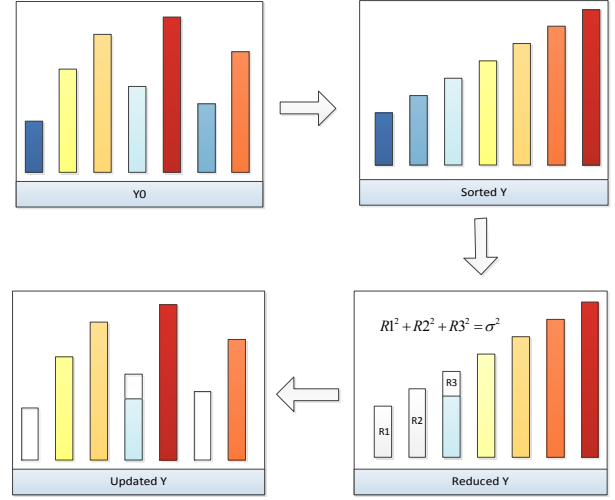 Y0
Sorted Y
R1² + R2² + R3² = σ²
R3
R2
R1
Updated Y
Reduced Y